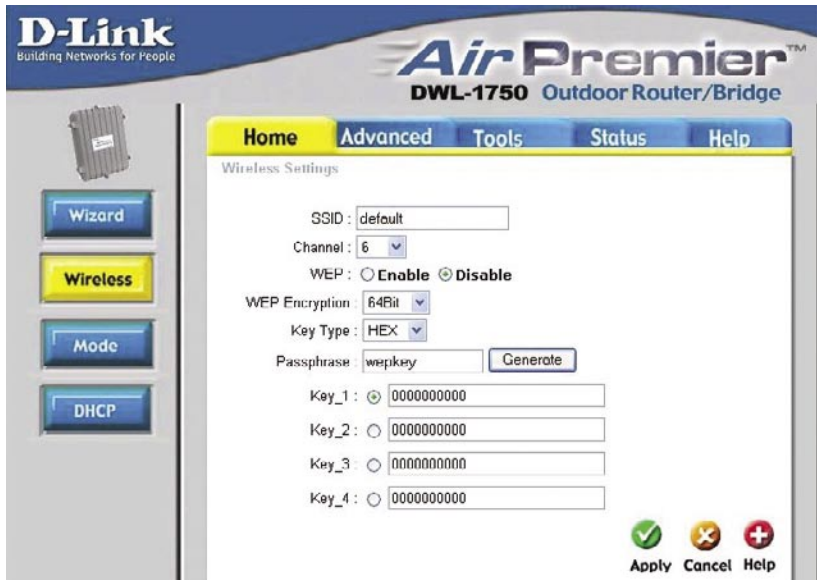 D-Link
Building Networks for People
Air Premier™
DWL-1750 Outdoor Router/Bridge
Home Advanced Tools Status Help
Wizard
Wireless
Mode
DHCP
Wireless Settings
SSID : default
Channel : 6
WEP : Enable Disable
WEP Encryption : 64Bit
Key Type : HEX
Passphrase : wepkey Generate
Key_1 : 0000000000
Key_2 : 0000000000
Key_3 : 0000000000
Key_4 : 0000000000
Apply Cancel Help